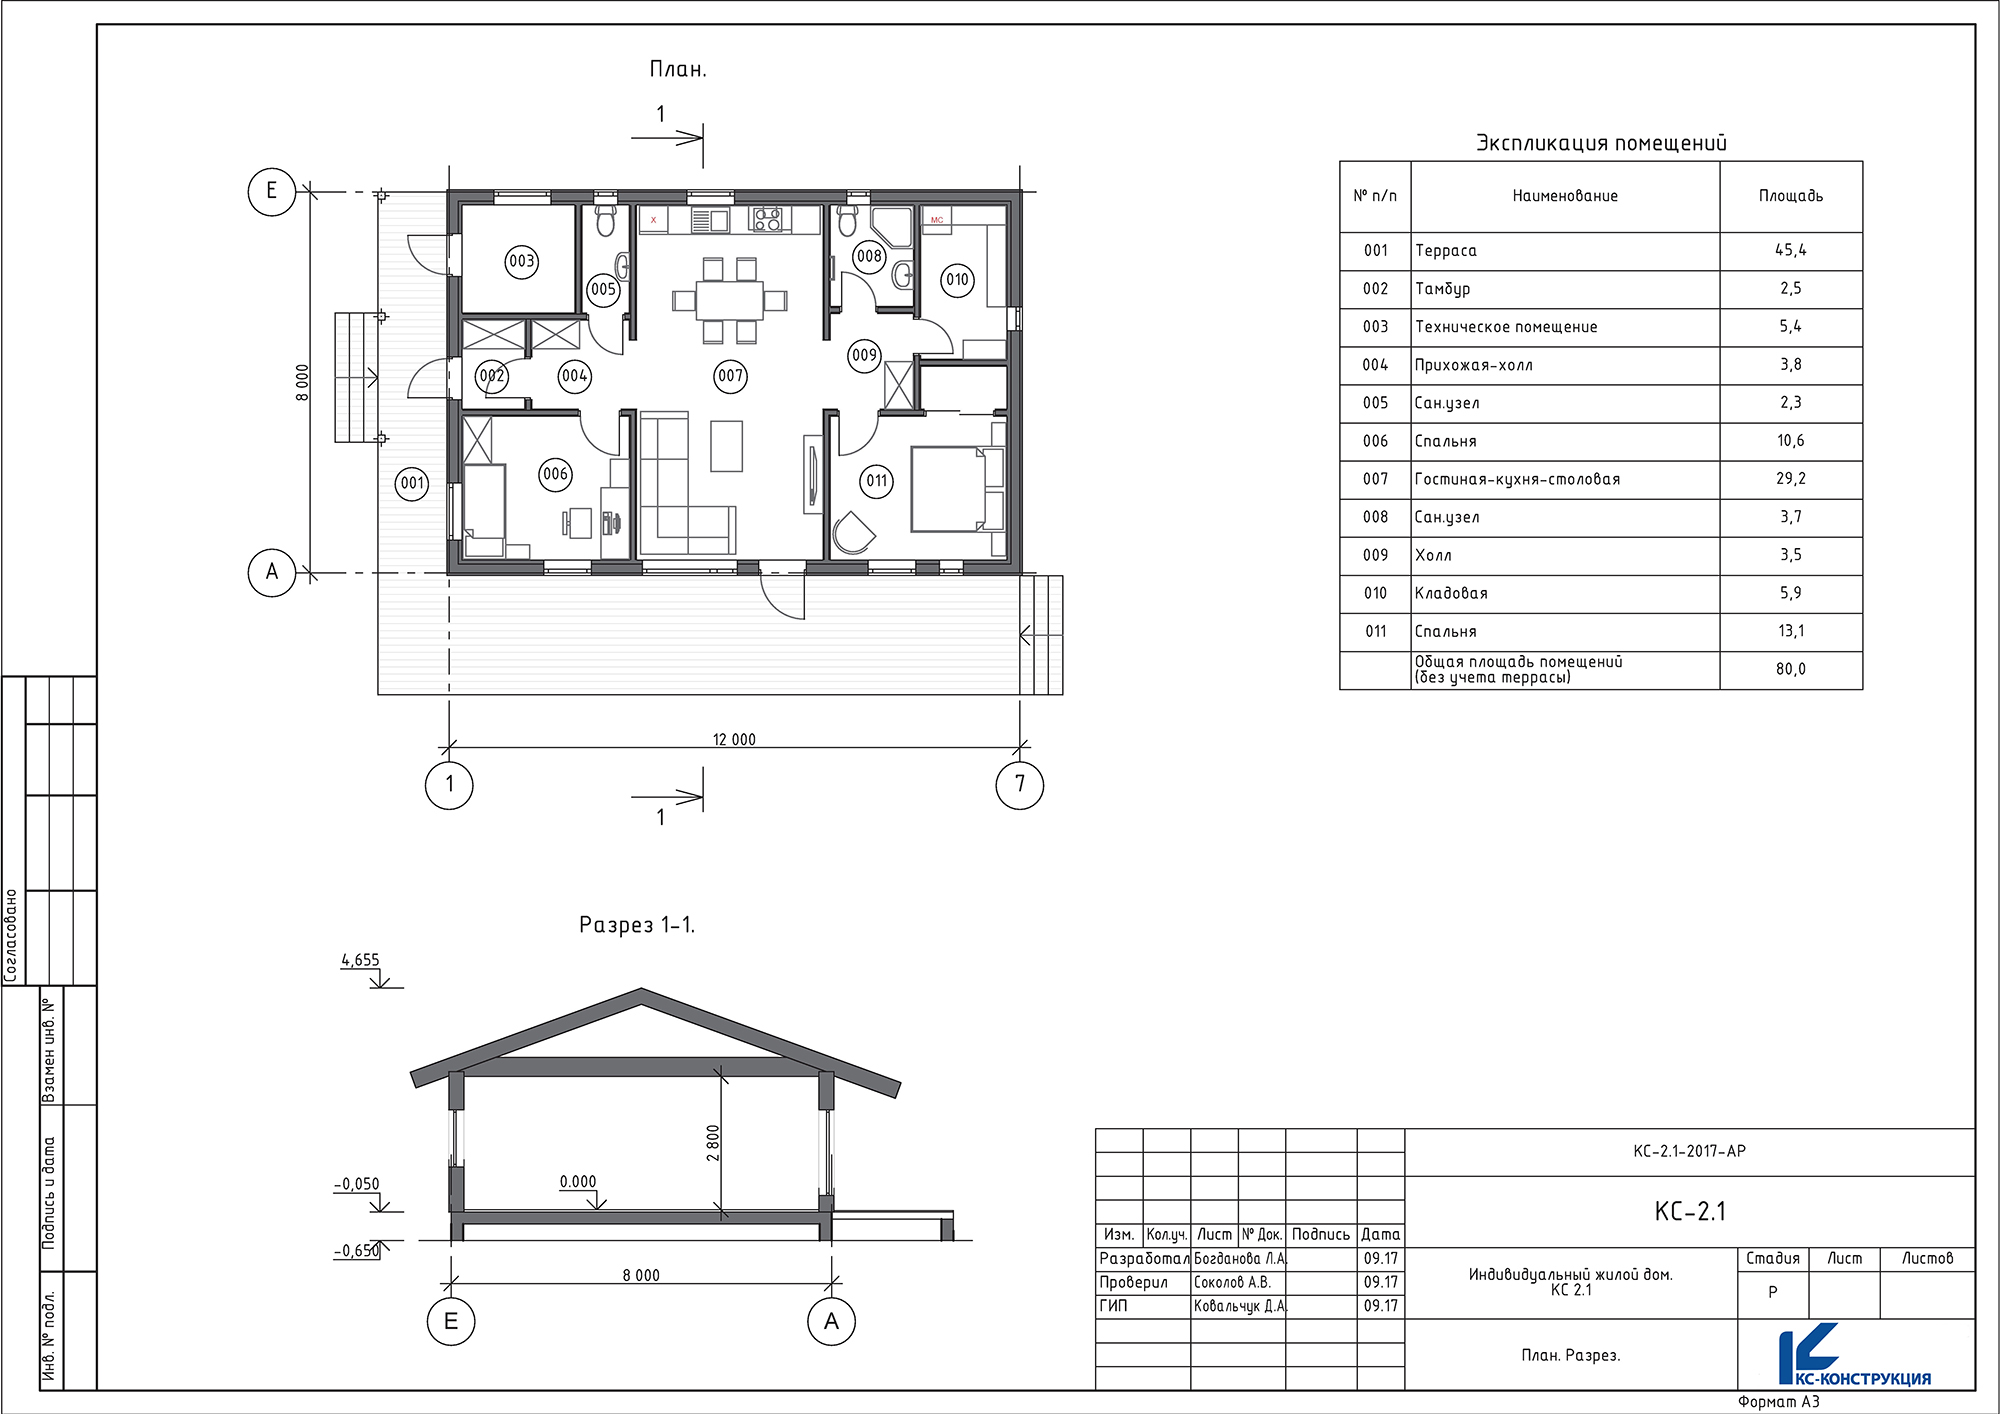 План.
1
Е
А
8 000
003
005
008
010
002
004
007
009
006
001
011
Х
МС
12 000
1
7
1
Экспликация помещений
№ п/п Наименование Площадь
001 Терраса 45,4
002 Тамбур 2,5
003 Техническое помещение 5,4
004 Прихожая-холл 3,8
005 Сан.узел 2,3
006 Спальня 10,6
007 Гостиная-кухня-столовая 29,2
008 Сан.узел 3,7
009 Холл 3,5
010 Кладовая 5,9
011 Спальня 13,1
Общая площадь помещений
(без учета террасы) 80,0
Разрез 1-1.
4,655
-0,050
-0,650
0.000
2 800
8 000
Е
А
Согласовано
Взамен инв. №
Подпись и дата
Инв. № подл.
КС-2.1-2017-АР
КС-2.1
Изм. Кол.уч. Лист № Док. Подпись Дата
Разработал Богданова Л.А. 09.17
Проверил Соколов А.В. 09.17
ГИП Ковальчук Д.А. 09.17
Индивидуальный жилой дом.
КС 2.1
Стадия Лист Листов
Р
План. Разрез.
КС-КОНСТРУКЦИЯ
Формат А3